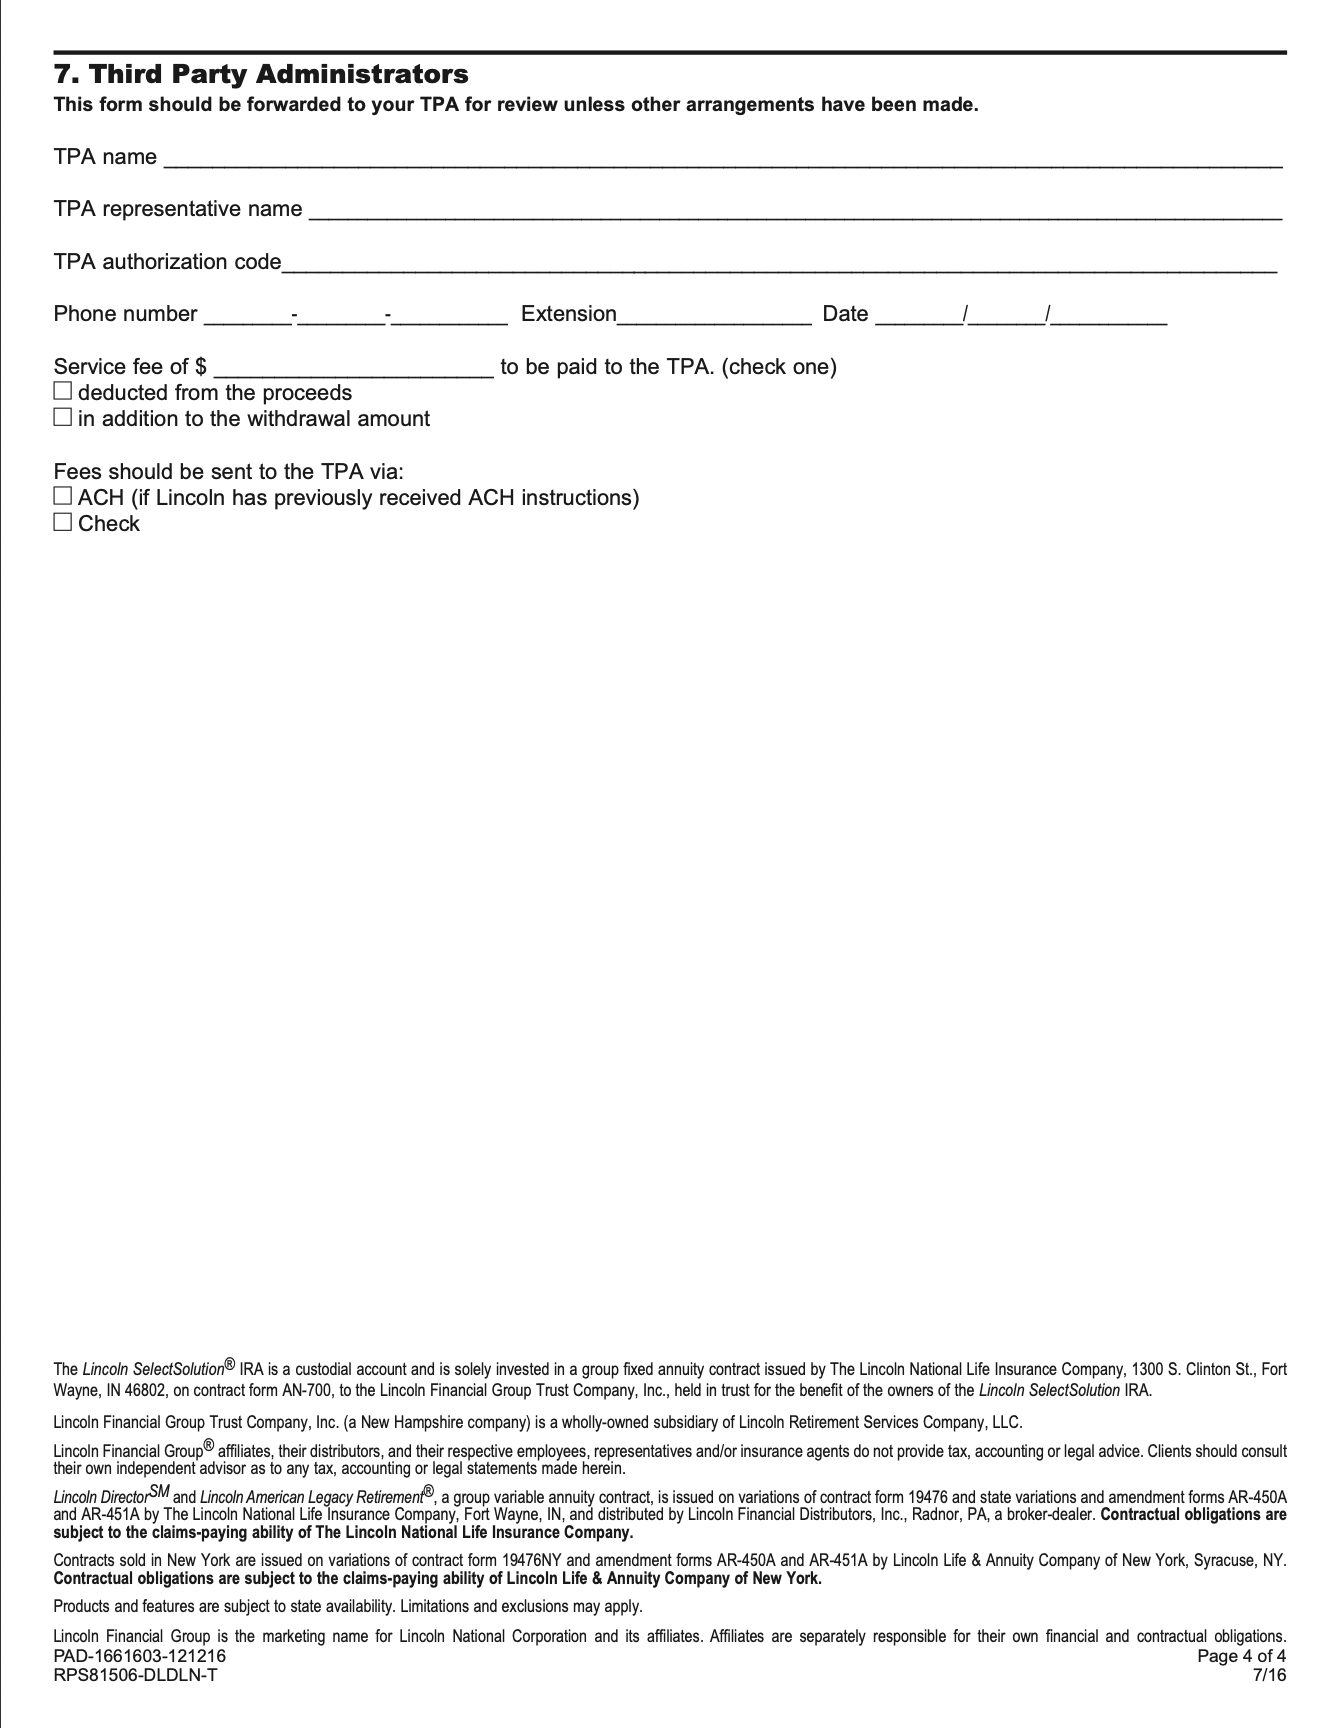 7. Third Party Administrators
This form should be forwarded to your TPA for review unless other arrangements have been made.
TPA name ____________________
TPA representative name ____________________
TPA authorization code____________________
Phone number _______-_______-_________ Extension_______________ Date _______/______/_________
Service fee of $ ______________________ to be paid to the TPA. (check one)
☐ deducted from the proceeds
☐ in addition to the withdrawal amount
Fees should be sent to the TPA via:
☐ ACH (if Lincoln has previously received ACH instructions)
☐ Check
The Lincoln SelectSolution® IRA is a custodial account and is solely invested in a group fixed annuity contract issued by The Lincoln National Life Insurance Company, 1300 S. Clinton St., Fort
Wayne, IN 46802, on contract form AN-700, to the Lincoln Financial Group Trust Company, Inc., held in trust for the benefit of the owners of the Lincoln SelectSolution IRA.
Lincoln Financial Group Trust Company, Inc. (a New Hampshire company) is a wholly-owned subsidiary of Lincoln Retirement Services Company, LLC.
Lincoln Financial Group® affiliates, their distributors, and their respective employees, representatives and/or insurance agents do not provide tax, accounting or legal advice. Clients should consult
their own independent advisor as to any tax, accounting or legal statements made herein.
Lincoln DirectorSM and Lincoln American Legacy Retirement®, a group variable annuity contract, is issued on variations of contract form 19476 and state variations and amendment forms AR-450A
and AR-451A by The Lincoln National Life Insurance Company, Fort Wayne, IN, and distributed by Lincoln Financial Distributors, Inc., Radnor, PA, a broker-dealer. Contractual obligations are
subject to the claims-paying ability of The Lincoln National Life Insurance Company.
Contracts sold in New York are issued on variations of contract form 19476NY and amendment forms AR-450A and AR-451A by Lincoln Life & Annuity Company of New York, Syracuse, NY.
Contractual obligations are subject to the claims-paying ability of Lincoln Life & Annuity Company of New York.
Products and features are subject to state availability. Limitations and exclusions may apply.
Lincoln Financial Group is the marketing name for Lincoln National Corporation and its affiliates. Affiliates are separately responsible for their own financial and contractual obligations.
PAD-1661603-121216 Page 4 of 4
RPS81506-DLDLN-T 7/16